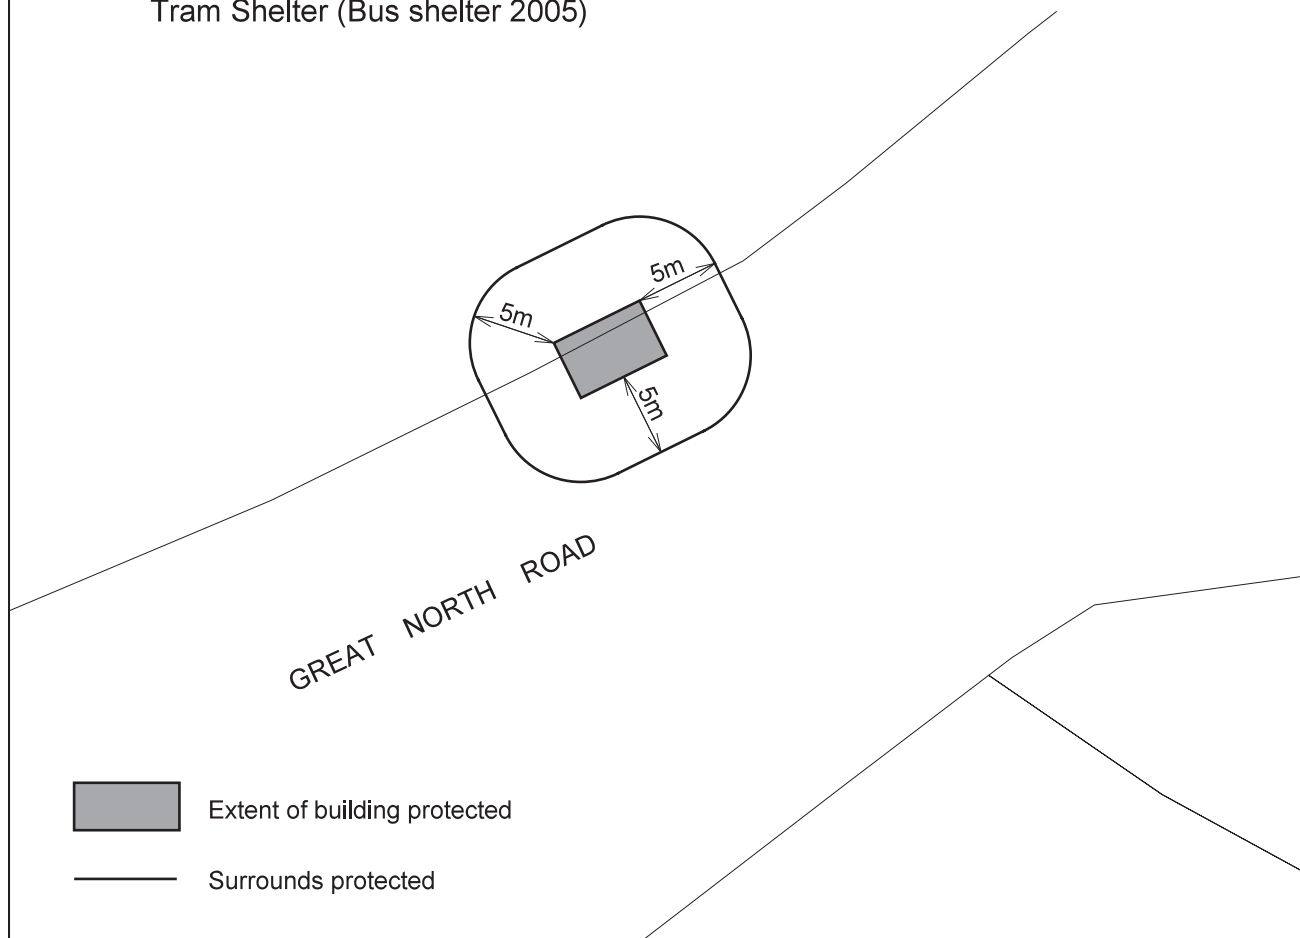 Tram Shelter (Bus shelter 2005)
5m
5m
5m
GREAT NORTH ROAD
Extent of building protected
Surrounds protected